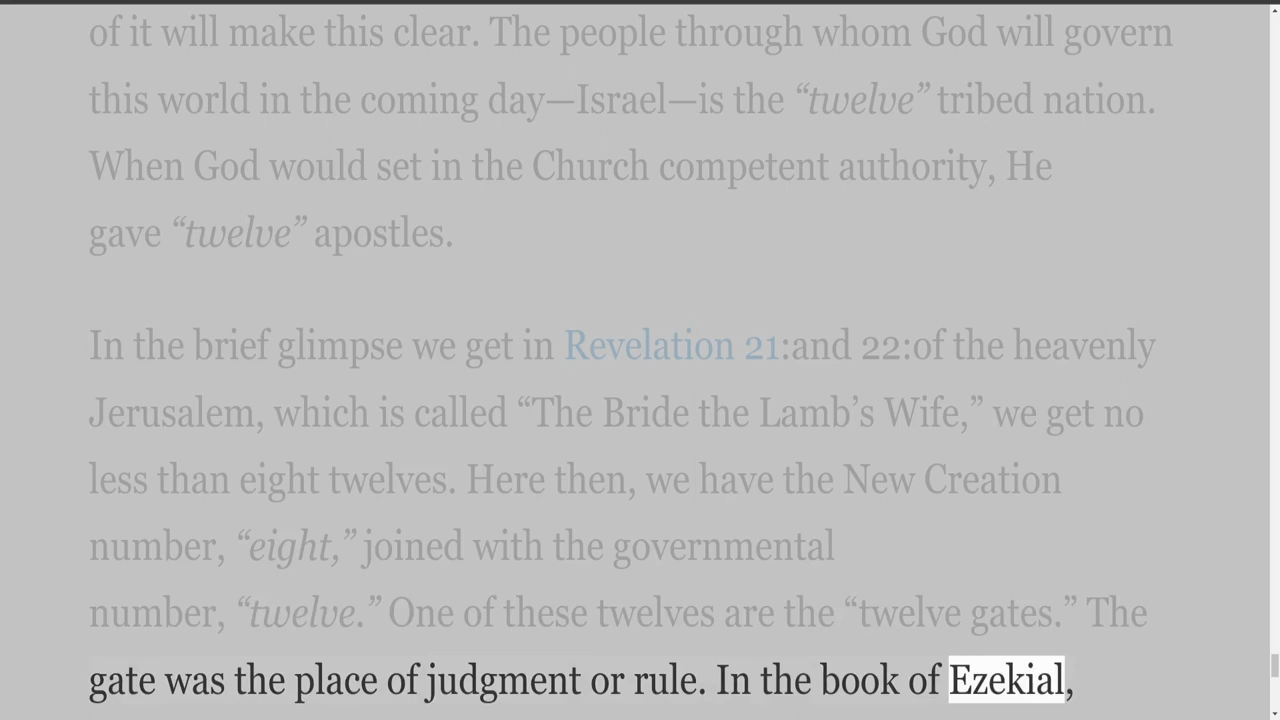 of it will make this clear. The people through whom God will govern
this world in the coming day—Israel—is the “twelve” tribed nation.
When God would set in the Church competent authority, He
gave “twelve” apostles.
In the brief glimpse we get in Revelation 21:and 22:of the heavenly
Jerusalem, which is called “The Bride the Lamb’s Wife,” we get no
less than eight twelves. Here then, we have the New Creation
number, “eight,” joined with the governmental
number, “twelve.” One of these twelves are the “twelve gates.” The
gate was the place of judgment or rule. In the book of Ezekial,